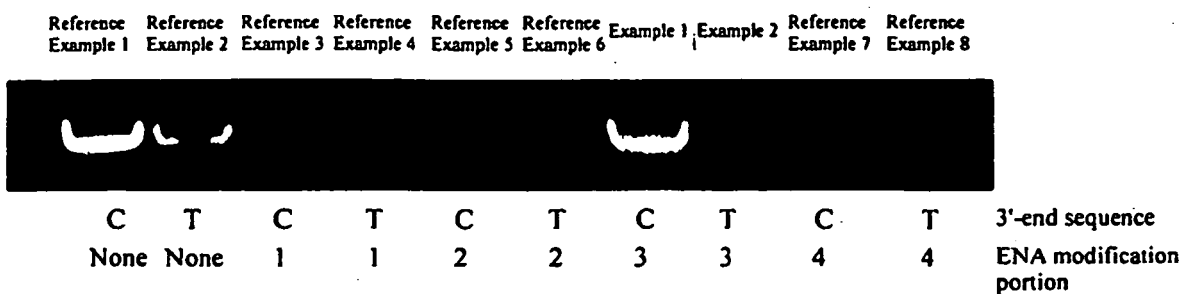 Reference Example 1 Reference Example 2 Reference Example 3 Reference Example 4 Reference Example 5 Reference Example 6 Example 1 Example 2 Reference Example 7 Reference Example 8
C T C T C T C T C T 3'-end sequence
None None 1 1 2 2 3 3 4 4 ENA modification
portion